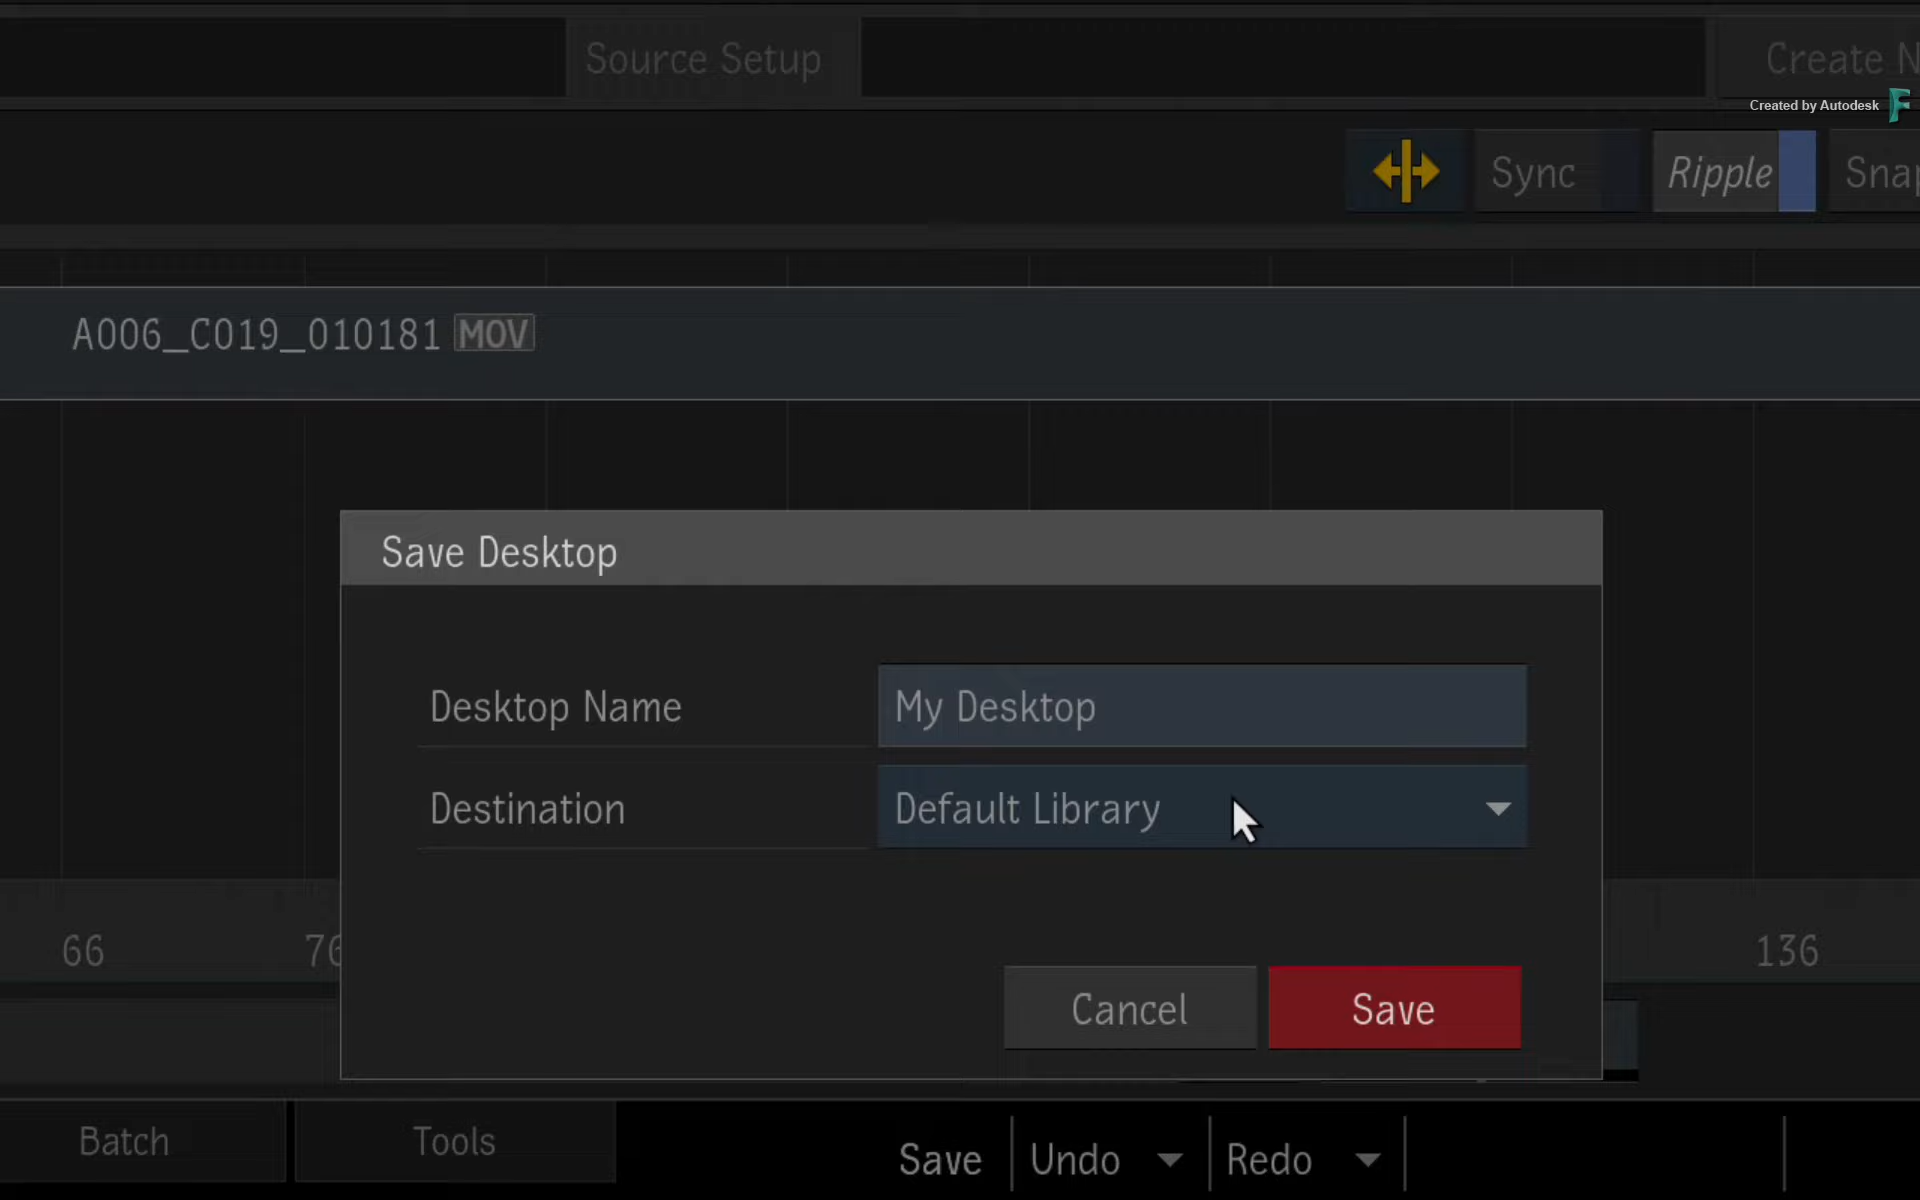 Source Setup
Create N
Created by Autodesk
Sync
Ripple
Snap
A006_C019_010181 MOV
Save Desktop
Desktop Name
My Desktop
Destination
Default Library
66
76
136
Cancel
Save
Batch
Tools
Save
Undo
Redo